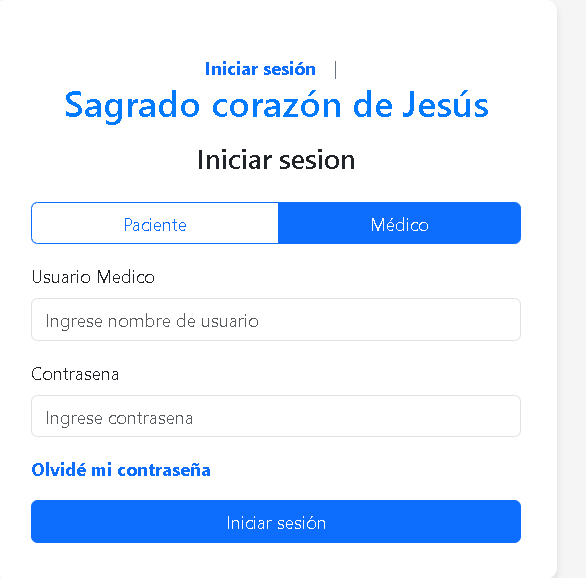 Iniciar sesión |
Sagrado corazón de Jesús
Iniciar sesion
Paciente Médico
Usuario Medico
Ingrese nombre de usuario
Contrasena
Ingrese contrasena
Olvidé mi contraseña
Iniciar sesión